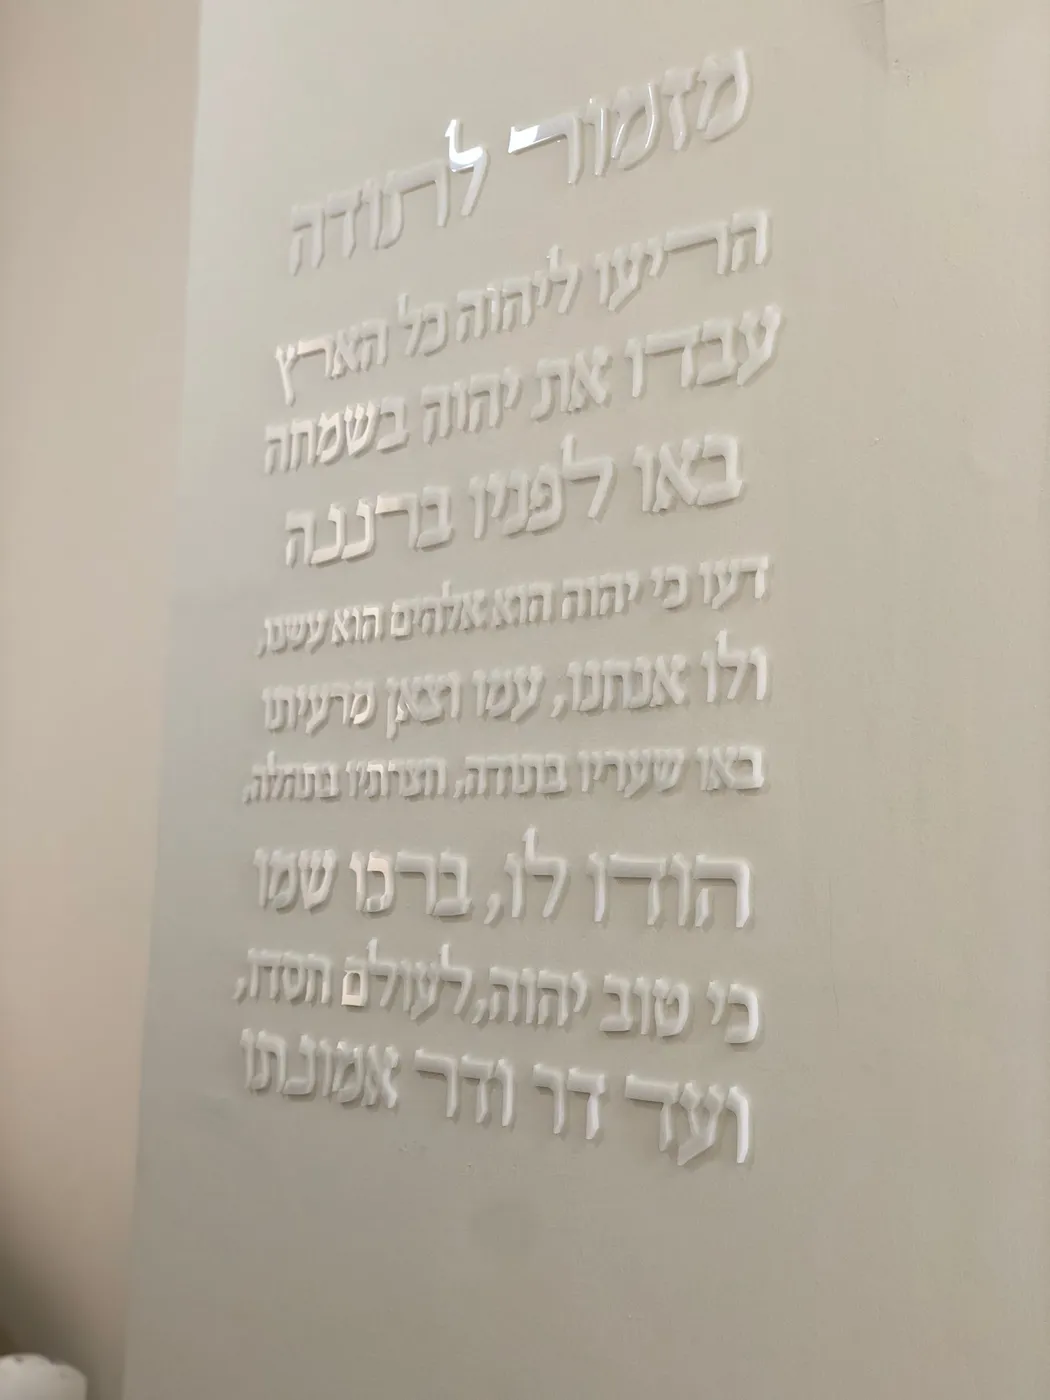 מזמור לתודה
הריעו ליהוה כל הארץ
עבדו את יהוה בשמחה
באו לפניו ברננה
דעו כי יהוה הוא אלהים הוא עשנו,
ולו אנחנו, עמו וצאן מרעיתו
באו שעריו בתודה, חצרתיו בתהלה,
הודו לו, ברכו שמו
כי טוב יהוה, לעולם חסדו,
ועד דר ודר אמונתו